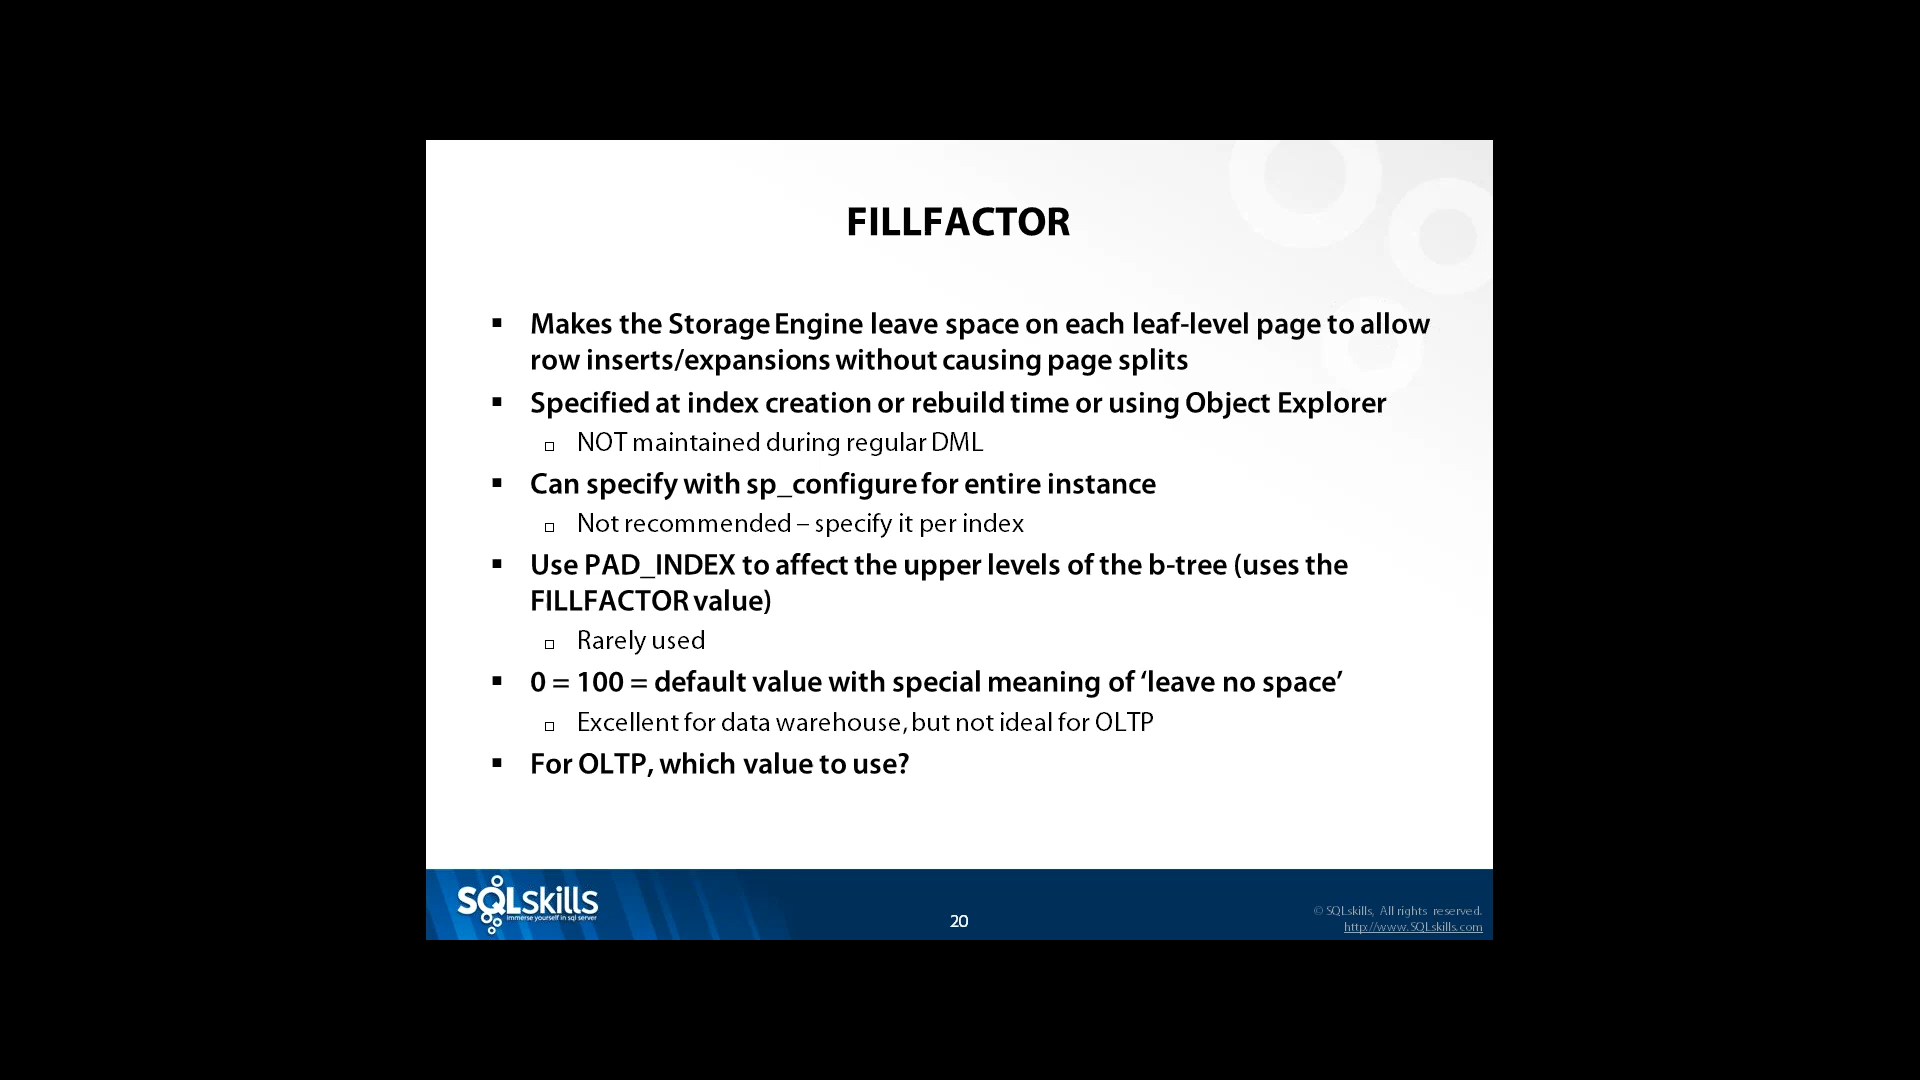 FILLFACTOR
Makes the Storage Engine leave space on each leaf-level page to allow
row inserts/expansions without causing page splits
Specified at index creation or rebuild time or using Object Explorer
NOT maintained during regular DML
Can specify with sp_configure for entire instance
Not recommended – specify it per index
Use PAD_INDEX to affect the upper levels of the b-tree (uses the
FILLFACTOR value)
Rarely used
0 = 100 = default value with special meaning of ‘leave no space’
Excellent for data warehouse, but not ideal for OLTP
For OLTP, which value to use?
SQLskills
immerse yourself in sql server
20
© SQLskills, All rights reserved.
http://www.SQLskills.com